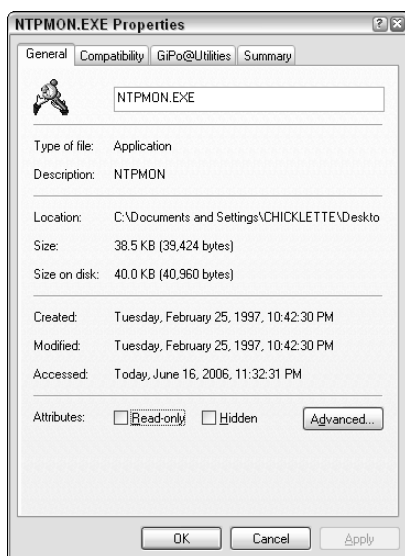 NTPMON.EXE Properties
General Compatibility GiPo@Utilities Summary
NTPMON.EXE
Type of file: Application
Description: NTPMON
Location: C:\Documents and Settings\CHICKLETTE\Deskto
Size: 38.5 KB (39,424 bytes)
Size on disk: 40.0 KB (40,960 bytes)
Created: Tuesday, February 25, 1997, 10:42:30 PM
Modified: Tuesday, February 25, 1997, 10:42:30 PM
Accessed: Today, June 16, 2006, 11:32:31 PM
Attributes: Read-only Hidden Advanced...
OK Cancel Apply